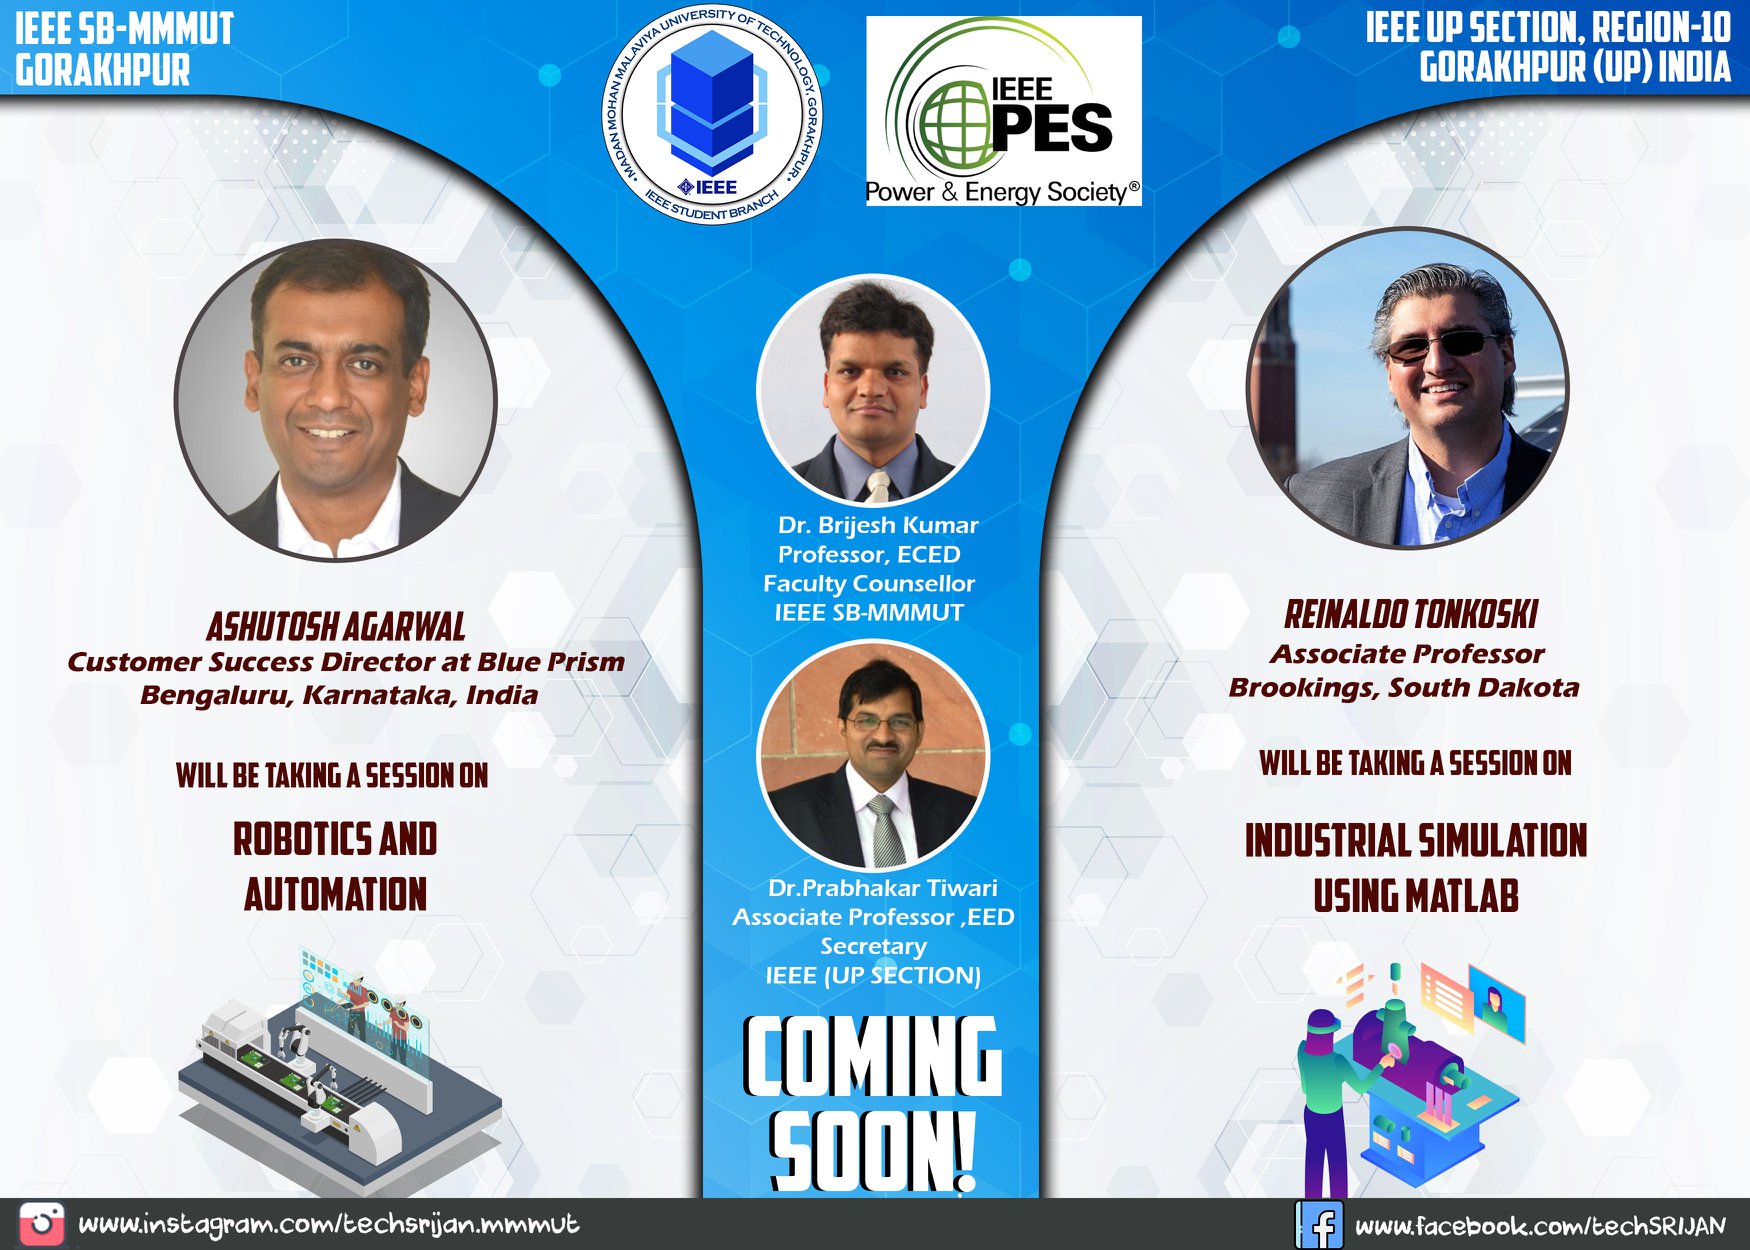 IEEE SB-MMMUT
GORAKHPUR
IEEE UP SECTION, REGION-10
GORAKHPUR (UP) INDIA
MADAN MOHAN MALAVIYA UNIVERSITY OF TECHNOLOGY, GORAKHPUR
IEEE
IEEE STUDENT BRANCH
IEEE
PES
Power & Energy Society®
ASHUTOSH AGARWAL
Customer Success Director at Blue Prism
Bengaluru, Karnataka, India
WILL BE TAKING A SESSION ON
ROBOTICS AND
AUTOMATION
Dr. Brijesh Kumar
Professor, ECED
Faculty Counsellor
IEEE SB-MMMUT
Dr.Prabhakar Tiwari
Associate Professor ,EED
Secretary
IEEE (UP SECTION)
COMING
SOON!
REINALDO TONKOSKI
Associate Professor
Brookings, South Dakota
WILL BE TAKING A SESSION ON
INDUSTRIAL SIMULATION
USING MATLAB
www.instagram.com/techsrijan.mmmut
www.facebook.com/techSRIJAN